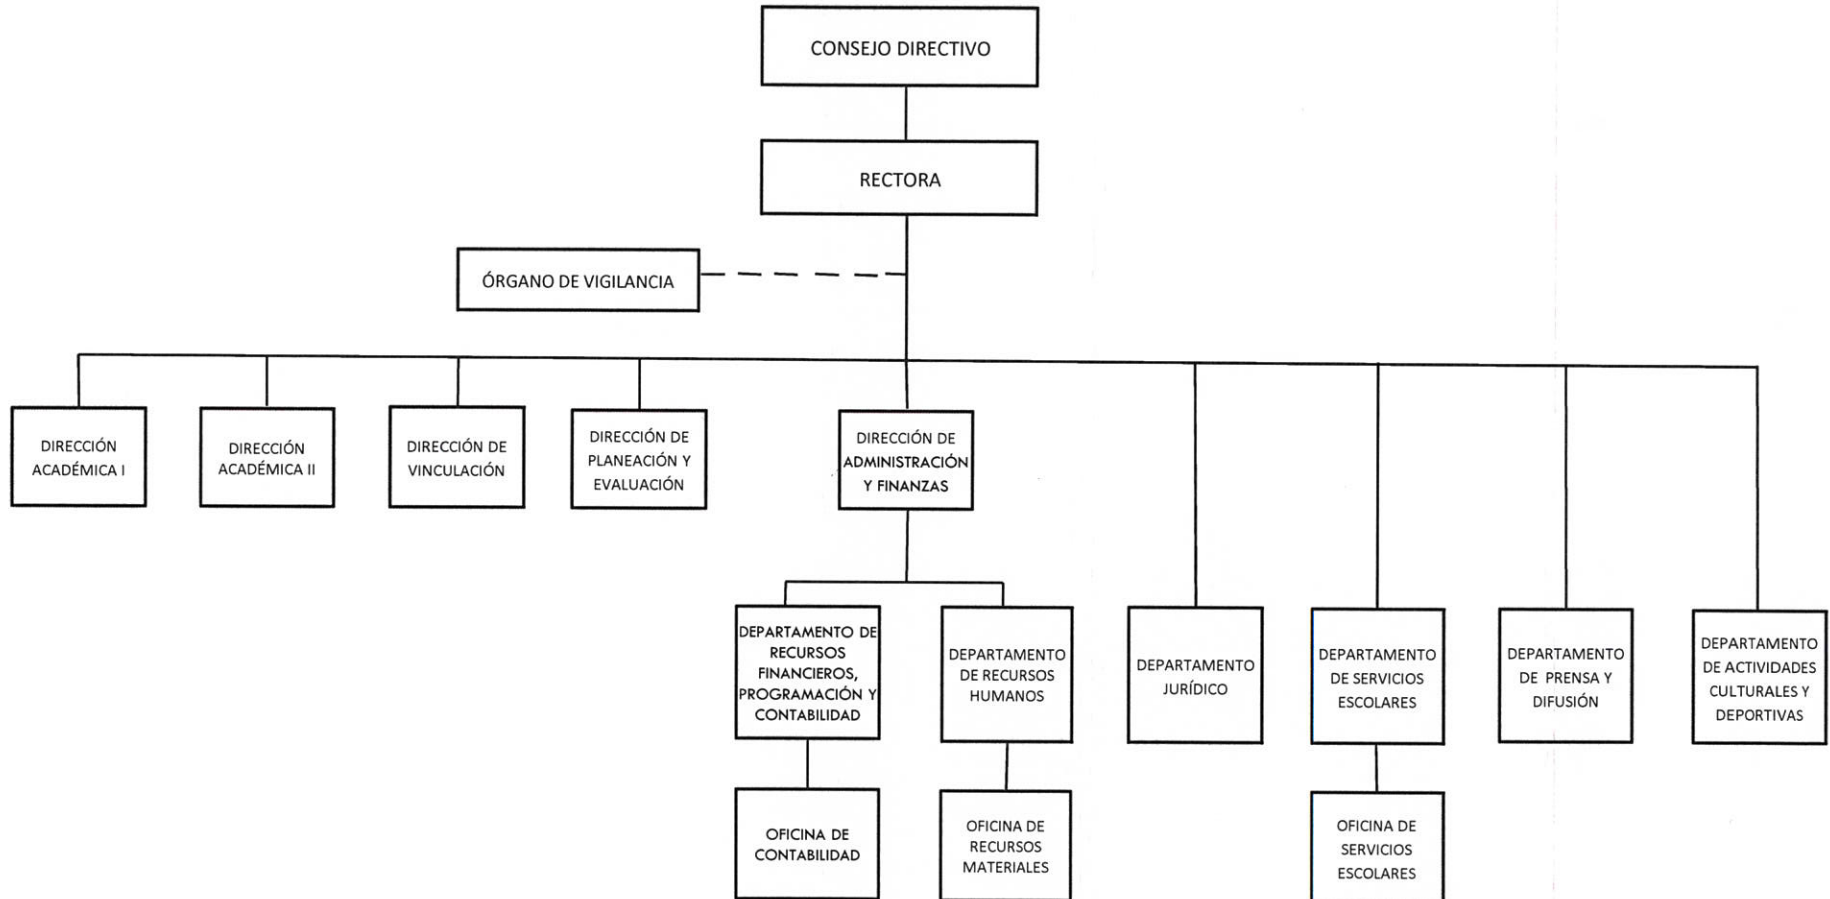 CONSEJO DIRECTIVO
RECTORA
ÓRGANO DE VIGILANCIA
DIRECCIÓN
ACADÉMICA I
DIRECCIÓN
ACADÉMICA II
DIRECCIÓN DE
VINCULACIÓN
DIRECCIÓN DE
PLANEACIÓN Y
EVALUACIÓN
DIRECCIÓN DE
ADMINISTRACIÓN
Y FINANZAS
DEPARTAMENTO DE
RECURSOS
FINANCIEROS,
PROGRAMACIÓN Y
CONTABILIDAD
DEPARTAMENTO
DE RECURSOS
HUMANOS
DEPARTAMENTO
JURÍDICO
DEPARTAMENTO
DE SERVICIOS
ESCOLARES
DEPARTAMENTO
DE PRENSA Y
DIFUSIÓN
DEPARTAMENTO
DE ACTIVIDADES
CULTURALES Y
DEPORTIVAS
OFICINA DE
CONTABILIDAD
OFICINA DE
RECURSOS
MATERIALES
OFICINA DE
SERVICIOS
ESCOLARES